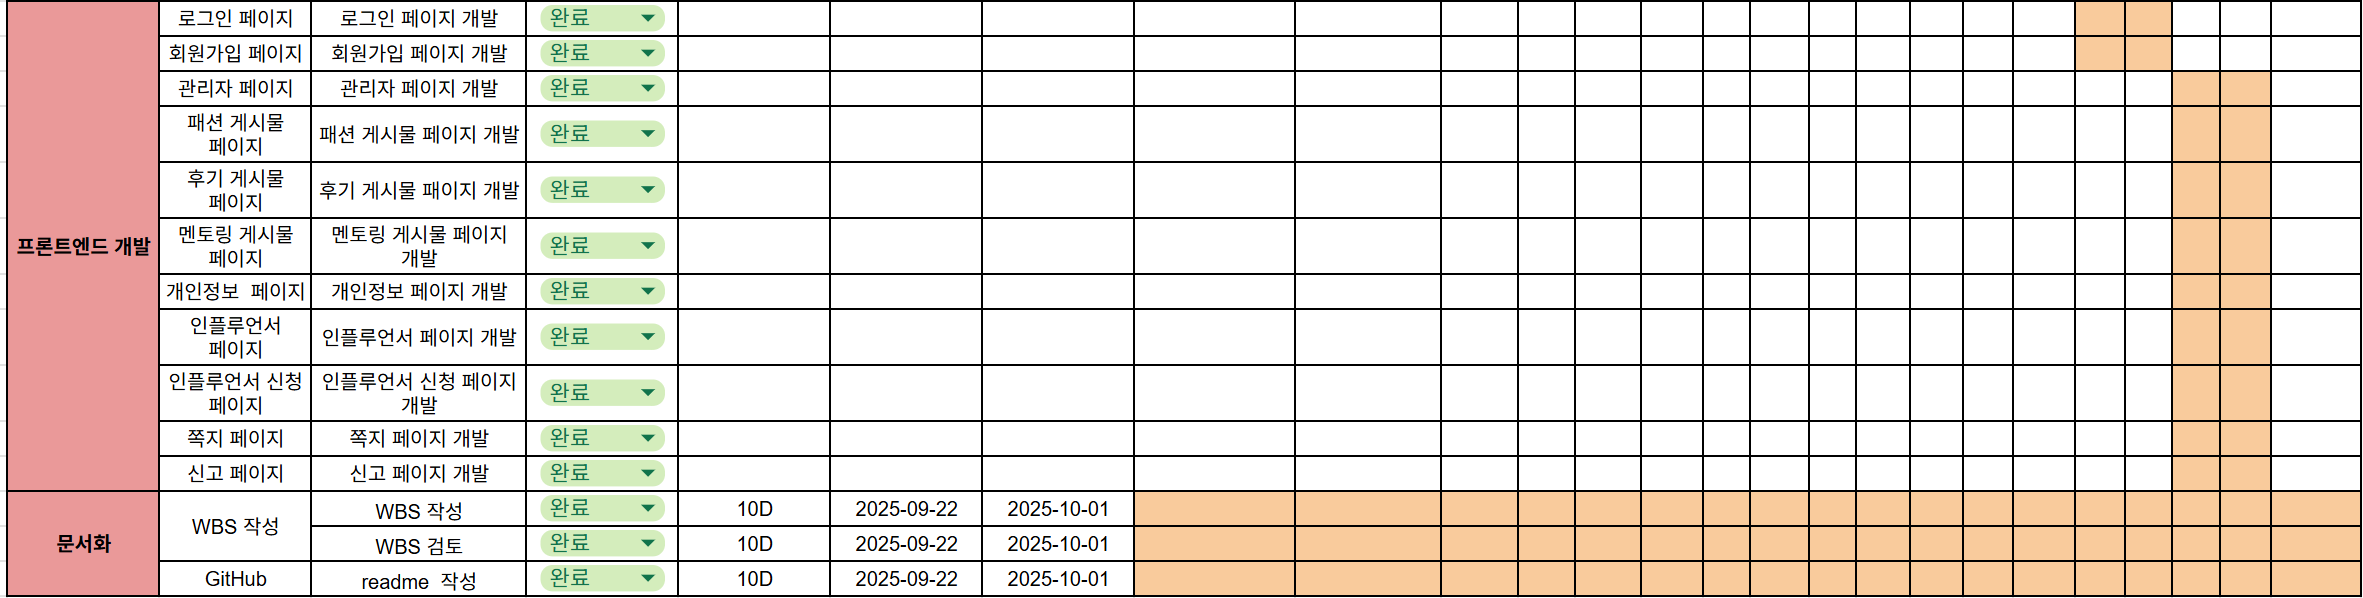 프론트엔드 개발
로그인 페이지 로그인 페이지 개발 완료
회원가입 페이지 회원가입 페이지 개발 완료
관리자 페이지 관리자 페이지 개발 완료
패션 게시물
페이지
패션 게시물 페이지 개발 완료
후기 게시물
페이지
후기 게시물 패이지 개발 완료
멘토링 게시물
페이지
멘토링 게시물 페이지
개발
완료
개인정보  페이지 개인정보 페이지 개발 완료
인플루언서
페이지
인플루언서 페이지 개발 완료
인플루언서 신청
페이지
인플루언서 신청 페이지
개발
완료
쪽지 페이지 쪽지 페이지 개발 완료
신고 페이지 신고 페이지 개발 완료
문서화
WBS 작성
WBS 작성 완료 10D 2025-09-22 2025-10-01
WBS 검토 완료 10D 2025-09-22 2025-10-01
GitHub readme  작성 완료 10D 2025-09-22 2025-10-01